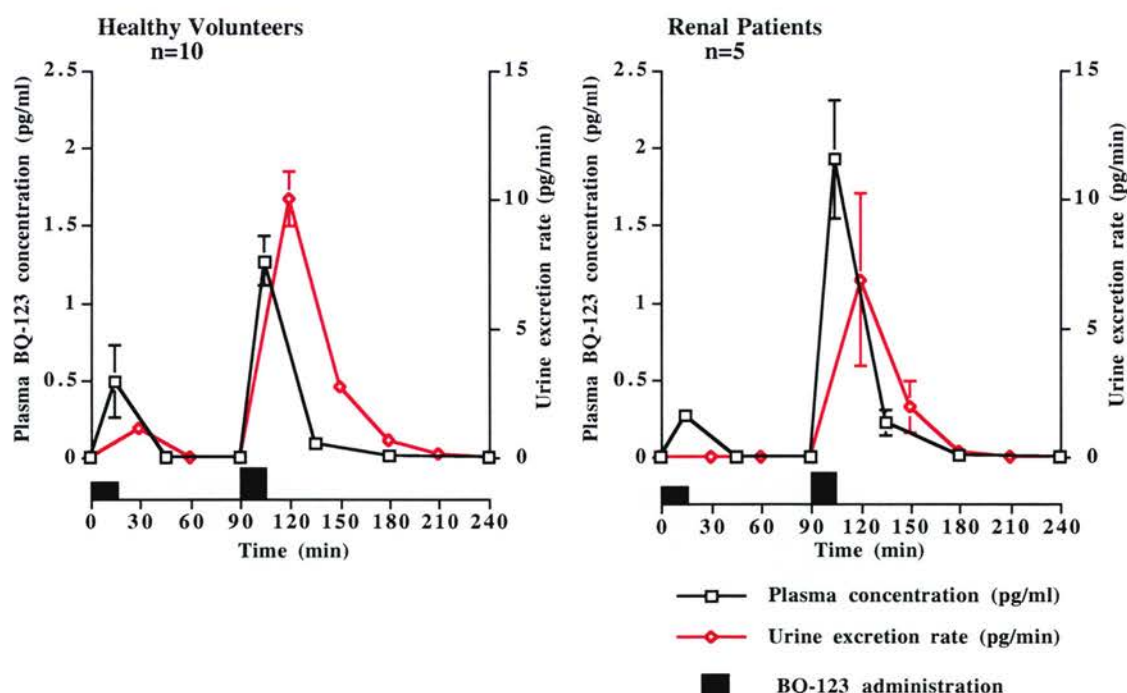 Healthy Volunteers
n=10
Renal Patients
n=5
Plasma BQ-123 concentration (pg/ml)
2.5
2
1.5
1
0.5
0
15
10
5
0
Urine excretion rate (pg/min)
0 30 60 90 120 150 180 210 240
Time (min)
Plasma BQ-123 concentration (pg/ml)
2.5
2
1.5
1
0.5
0
15
10
5
0
Urine excretion rate (pg/min)
0 30 60 90 120 150 180 210 240
Time (min)
Plasma concentration (pg/ml)
Urine excretion rate (pg/min)
BQ-123 administration